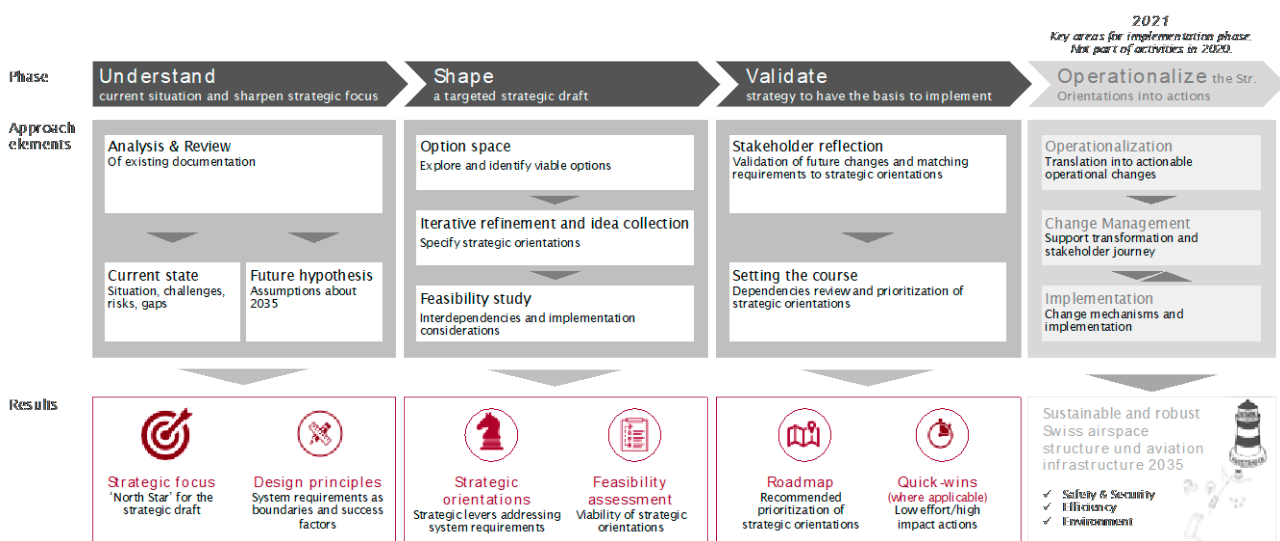 2021
Key areas for implementation phase.
Not part of activities in 2020.
Phase
Understand
current situation and sharpen strategic focus
Shape
a targeted strategic draft
Validate
strategy to have the basis to implement
Operationalize the Str.
Orientations into actions
Approach
elements
Analysis & Review
Of existing documentation
Current state
Situation, challenges,
risks, gaps
Future hypothesis
Assumptions about
2035
Option space
Explore and identify viable options
Iterative refinement and idea collection
Specify strategic orientations
Feasibility study
Interdependencies and implementation
considerations
Stakeholder reflection
Validation of future changes and matching
requirements to strategic orientations
Setting the course
Dependencies review and prioritization of
strategic orientations
Operationalization
Translation into actionable
operational changes
Change Management
Support transformation and
stakeholder journey
Implementation
Change mechanisms and
implementation
Results
Strategic focus
'North Star' for the
strategic draft
Design principles
System requirements as
boundaries and success
factors
Strategic
orientations
Strategic levers addressing
system requirements
Feasibility
assessment
Viability of strategic
orientations
Roadmap
Recommended
prioritization of
strategic orientations
Quick-wins
(where applicable)
Low effort/high
impact actions
Sustainable and robust
Swiss airspace
structure und aviation
infrastructure 2035
✓ Safety & Security
✓ Efficiency
✓ Environment